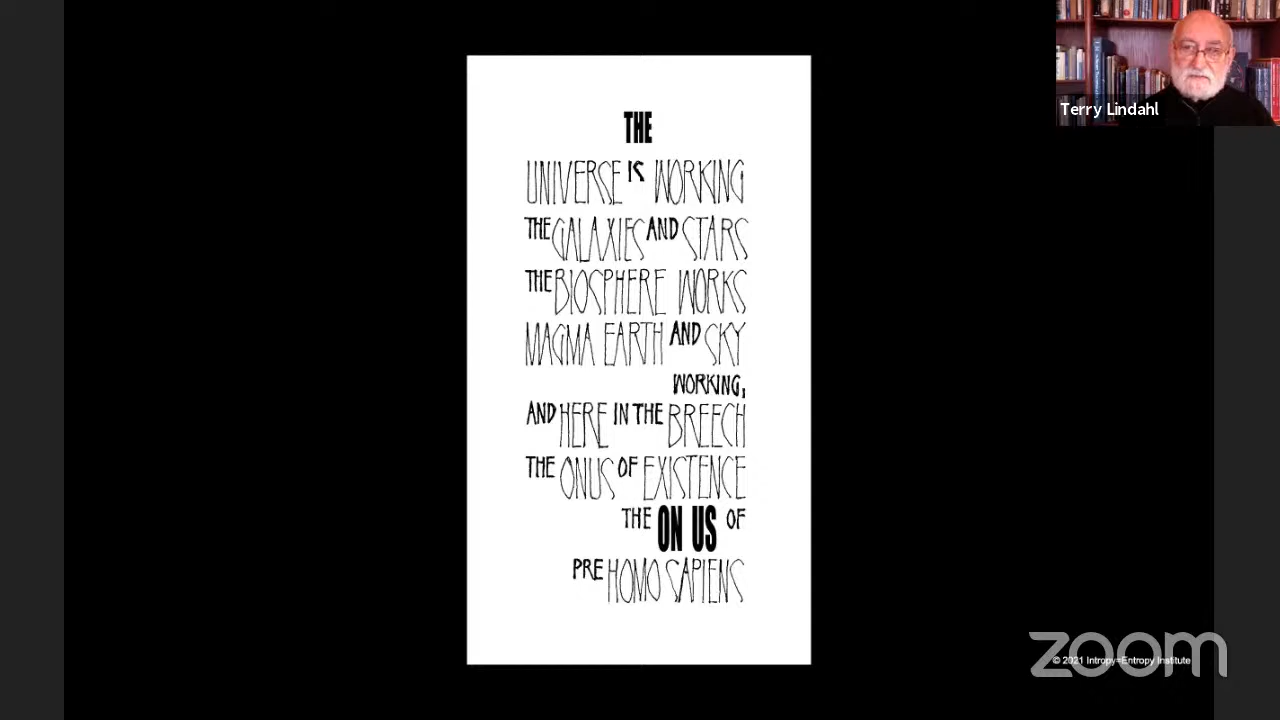 Terry Lindahl
THE
UNIVERSE IS WORKING
THE GALAXIES AND STARS
THE BIOSPHERE WORKS
MAGMA EARTH AND SKY
WORKING,
AND HERE IN THE BREECH
THE ONUS OF EXISTENCE
THE ON US OF
PRE HOMO SAPIENS
zoom
© 2021 Intropy=Entropy Institute